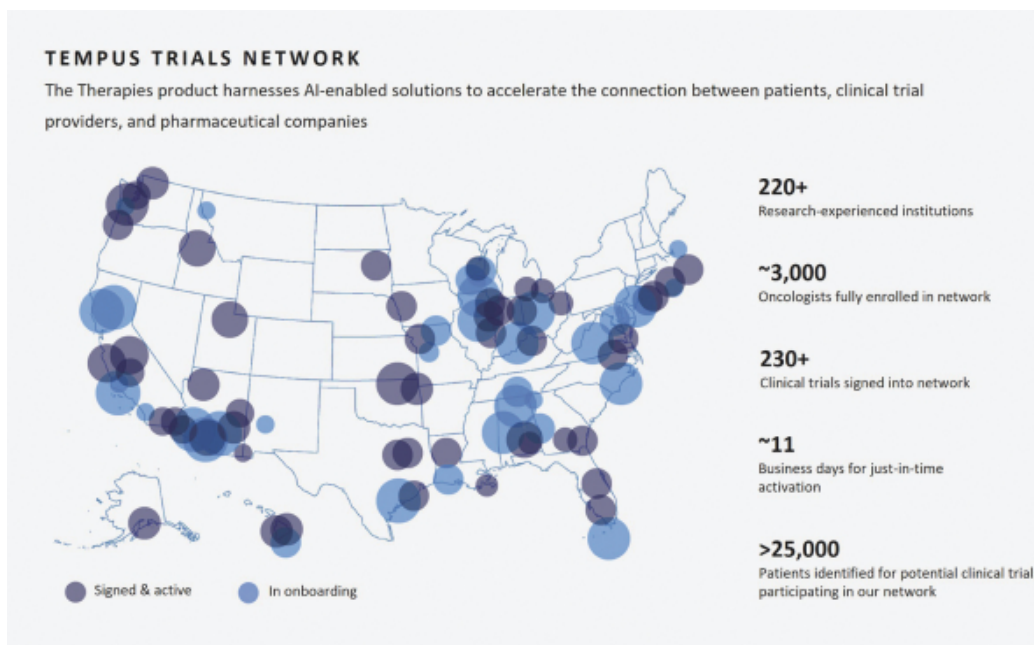 TEMPUS TRIALS NETWORK
The Therapies product harnesses AI-enabled solutions to accelerate the connection between patients, clinical trial
providers, and pharmaceutical companies
220+
Research-experienced institutions
~3,000
Oncologists fully enrolled in network
230+
Clinical trials signed into network
~11
Business days for just-in-time
activation
>25,000
Patients identified for potential clinical trial
participating in our network
Signed & active
In onboarding